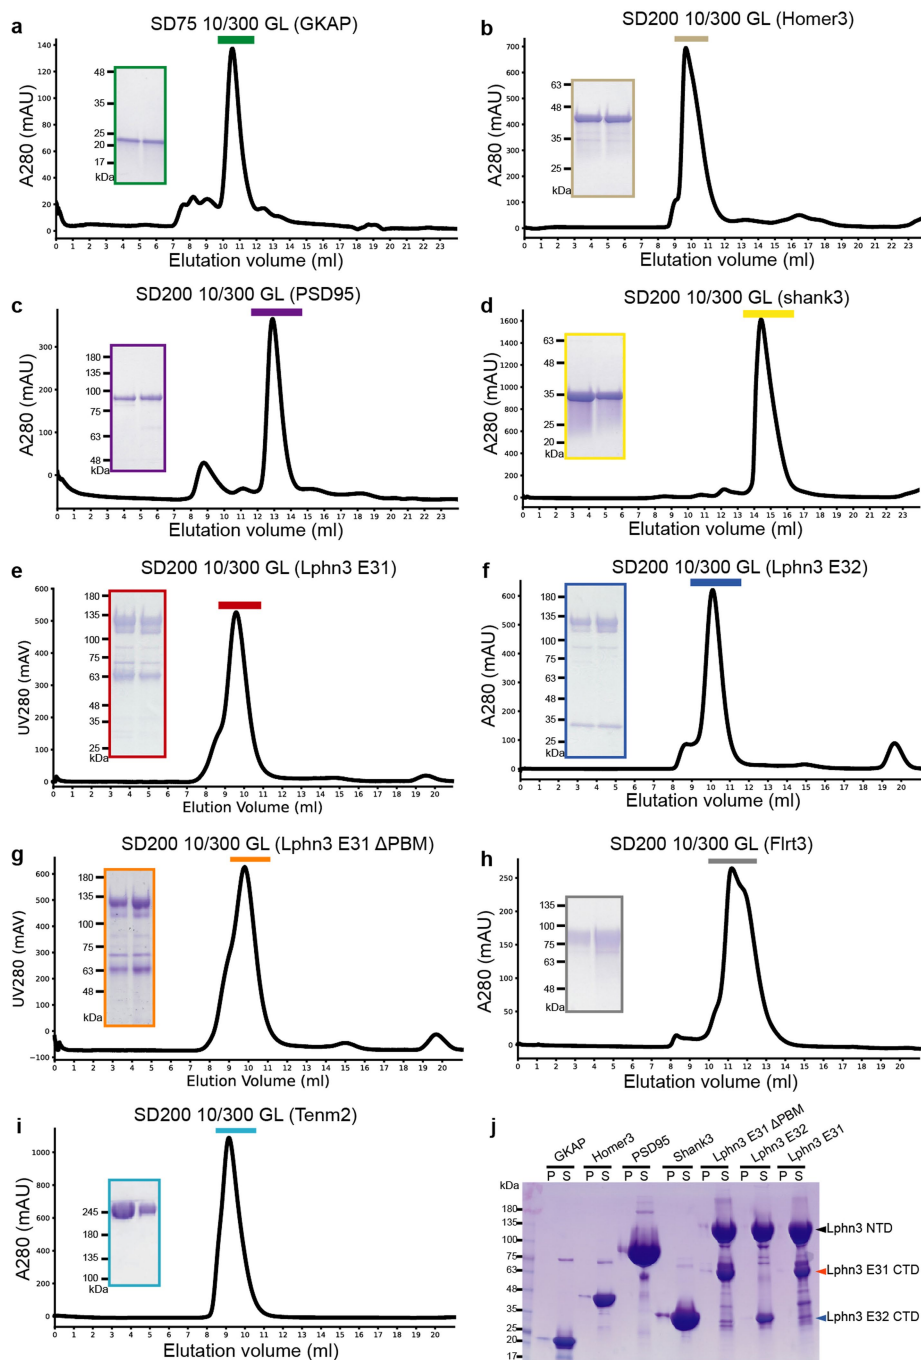 a
SD75 10/300 GL (GKAP)
A280 (mAU)
140
120
100
80
60
40
20
0
48
35
25
20
17
kDa
0 1 2 3 4 5 6 7 8 9 10 11 12 13 14 15 16 17 18 19 20 21 22 23
Elutation volume (ml)
b
SD200 10/300 GL (Homer3)
A280 (mAU)
700
600
500
400
300
200
100
0
63
48
35
25
kDa
0 1 2 3 4 5 6 7 8 9 10 11 12 13 14 15 16 17 18 19 20 21 22 23
Elutation volume (ml)
c
SD200 10/300 GL (PSD95)
A280 (mAU)
300
200
100
0
180
135
100
75
63
48
kDa
0 1 2 3 4 5 6 7 8 9 10 11 12 13 14 15 16 17 18 19 20 21 22 23
Elutation volume (ml)
d
SD200 10/300 GL (shank3)
A280 (mAU)
1600
1400
1200
1000
800
600
400
200
0
63
48
35
25
20
kDa
0 1 2 3 4 5 6 7 8 9 10 11 12 13 14 15 16 17 18 19 20 21 22 23
Elutation volume (ml)
e
SD200 10/300 GL (Lphn3 E31)
UV280 (mAV)
600
500
400
300
200
100
0
180
135
100
75
63
48
35
25
kDa
0 1 2 3 4 5 6 7 8 9 10 11 12 13 14 15 16 17 18 19 20
Elution Volume (ml)
f
SD200 10/300 GL (Lphn3 E32)
A280 (mAU)
600
500
400
300
200
100
0
180
135
100
75
63
48
35
25
kDa
0 1 2 3 4 5 6 7 8 9 10 11 12 13 14 15 16 17 18 19 20
Elutation volume (ml)
g
SD200 10/300 GL (Lphn3 E31 ΔPBM)
UV280 (mAV)
600
500
400
300
200
100
0
−100
180
135
100
75
63
48
kDa
0 1 2 3 4 5 6 7 8 9 10 11 12 13 14 15 16 17 18 19 20
Elution Volume (ml)
h
SD200 10/300 GL (Flrt3)
A280 (mAU)
250
200
150
100
50
0
135
100
75
63
48
kDa
0 1 2 3 4 5 6 7 8 9 10 11 12 13 14 15 16 17 18 19 20
Elutation volume (ml)
i
SD200 10/300 GL (Tenm2)
A280 (mAU)
1000
800
600
400
200
0
245
180
135
100
kDa
0 1 2 3 4 5 6 7 8 9 10 11 12 13 14 15 16 17 18 19 20
Elutation volume (ml)
j
GKAP Homer3 PSD95 Shank3 Lphn3 E31 ΔPBM Lphn3 E32 Lphn3 E31
kDa
P S P S P S P S P S P S P S
180
135
100
75
63
48
35
25
20
17
Lphn3 NTD
Lphn3 E31 CTD
Lphn3 E32 CTD